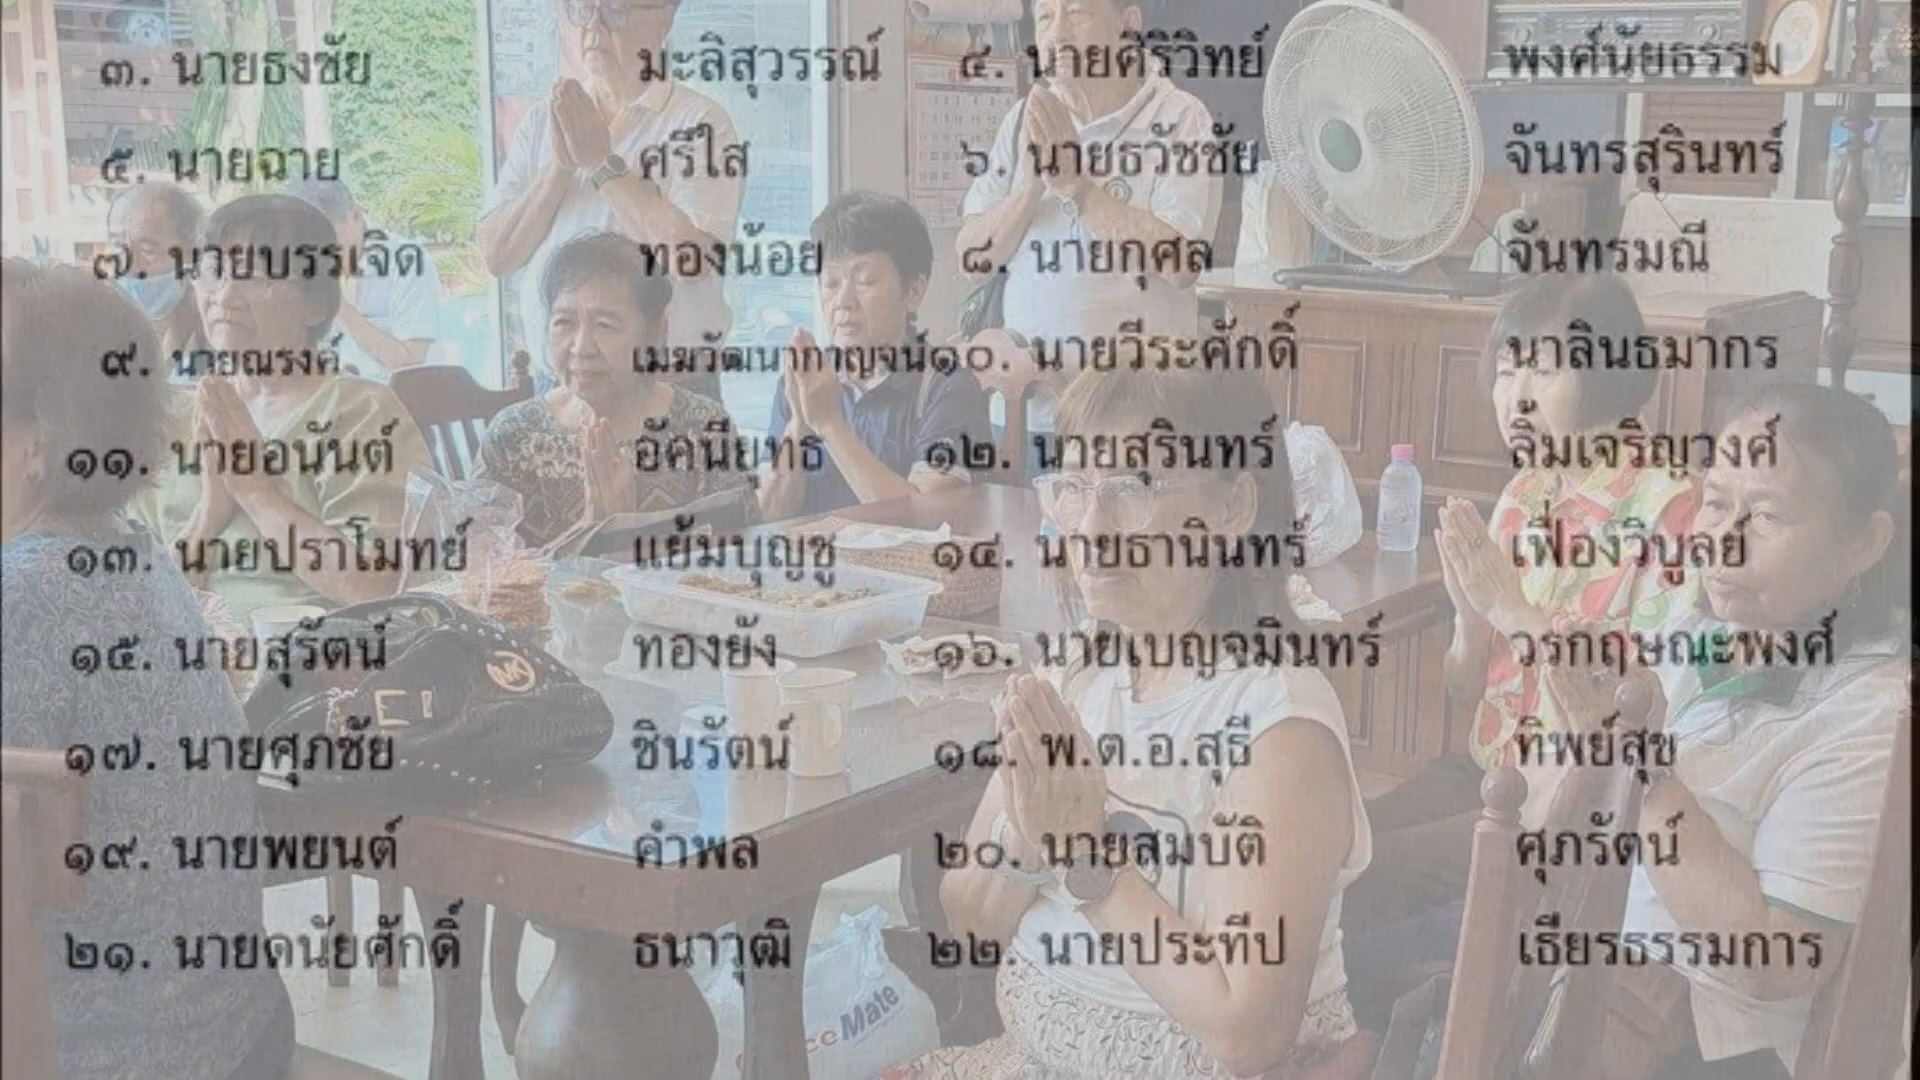 ๓. นายธงชัย มะลิสุวรรณ์ ๔. นายศิริวิทย์ พงศ์นัยธรรม
๕. นายฉาย ศรีใส ๖. นายธวัชชัย จันทรสุรินทร์
๗. นายบรรเจิด ทองน้อย ๘. นายกุศล จันทรมณี
๙. นายณรงค์ เมฆวัฒนากาญจน์ ๑๐. นายวีระศักดิ์ นาลินธมากร
๑๑. นายอนันต์ อัคนียุทธ ๑๒. นายสุรินทร์ ลิ้มเจริญวงศ์
๑๓. นายปราโมทย์ แย้มบุญชู ๑๔. นายธานินทร์ เฟื่องวิบูลย์
๑๕. นายสุรัตน์ ทองยัง ๑๖. นายเบญจมินทร์ วรกฤษณะพงศ์
๑๗. นายศุภชัย ชินรัตน์ ๑๘. พ.ต.อ.สุธี ทิพย์สุข
๑๙. นายพยนต์ คำพล ๒๐. นายสมบัติ ศุภรัตน์
๒๑. นายดนัยศักดิ์ ธนาวุฒิ ๒๒. นายประทีป เธียรธรรมการ
ceMate